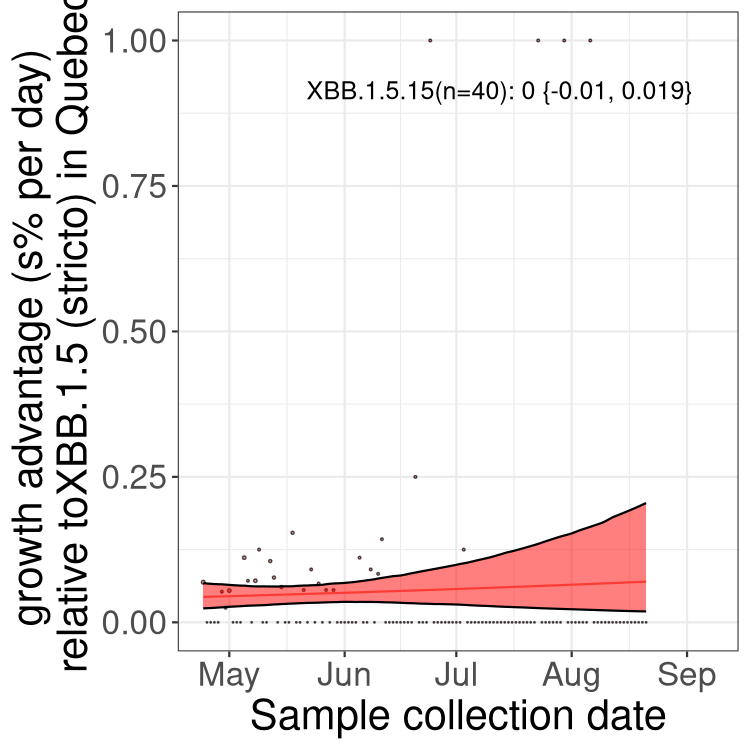 growth advantage (s% per day)
relative toXBB.1.5 (stricto) in Quebec
1.00
XBB.1.5.15(n=40): 0 {-0.01, 0.019}
0.75
0.50
0.25
0.00
May Jun Jul Aug Sep
Sample collection date